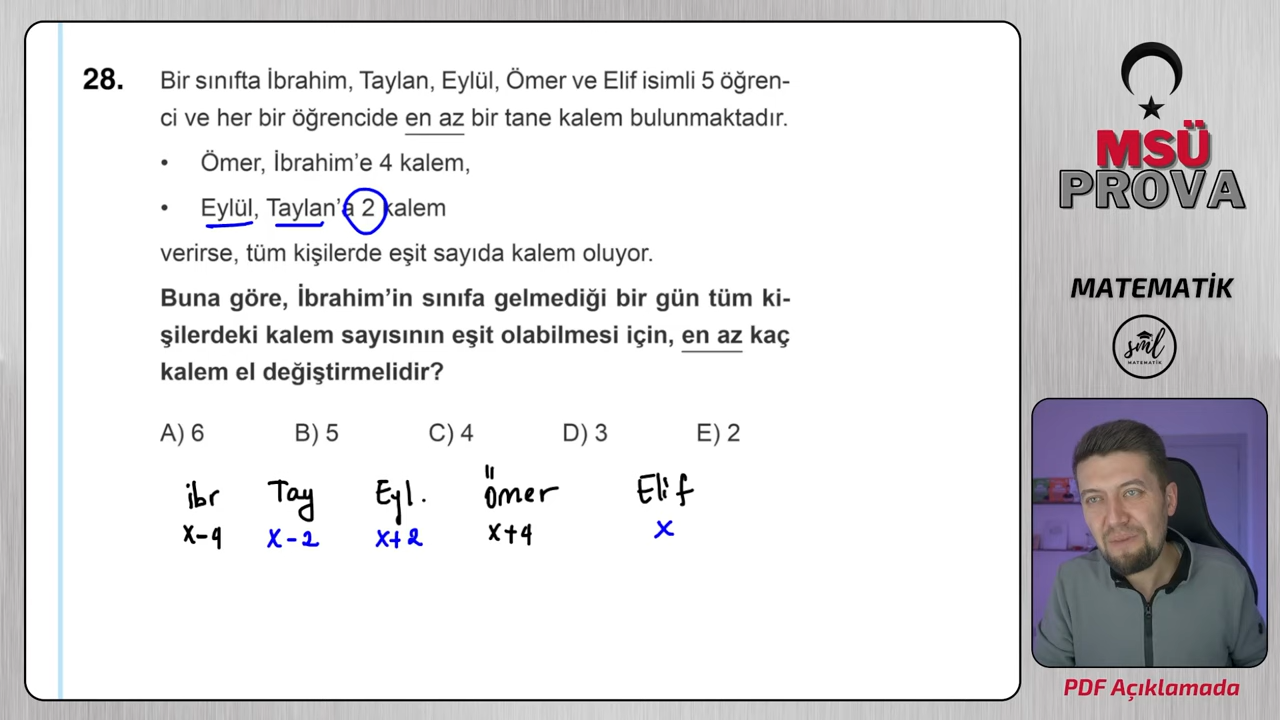 28. Bir sınıfta İbrahim, Taylan, Eylül, Ömer ve Elif isimli 5 öğren-
ci ve her bir öğrencide en az bir tane kalem bulunmaktadır.
• Ömer, İbrahim'e 4 kalem,
• Eylül, Taylan'a 2 kalem
verirse, tüm kişilerde eşit sayıda kalem oluyor.
Buna göre, İbrahim'in sınıfa gelmediği bir gün tüm ki-
şilerdeki kalem sayısının eşit olabilmesi için, en az kaç
kalem el değiştirmelidir?
A) 6 B) 5 C) 4 D) 3 E) 2
ibr Tay Eyl. Ömer Elif
x-4 x-2 x+2 x+4 x
MSÜ
PROVA
MATEMATİK
sml
MATEMATİK
PDF Açıklamada